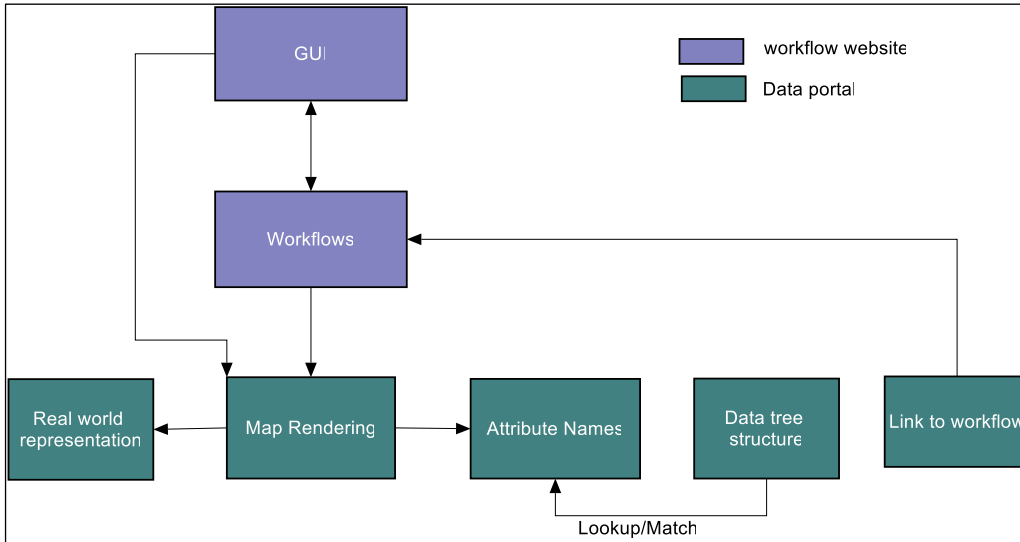 GUI
workflow website
Data portal
Workflows
Real world
representation
Map Rendering
Attribute Names
Data tree
structure
Link to workflow
Lookup/Match